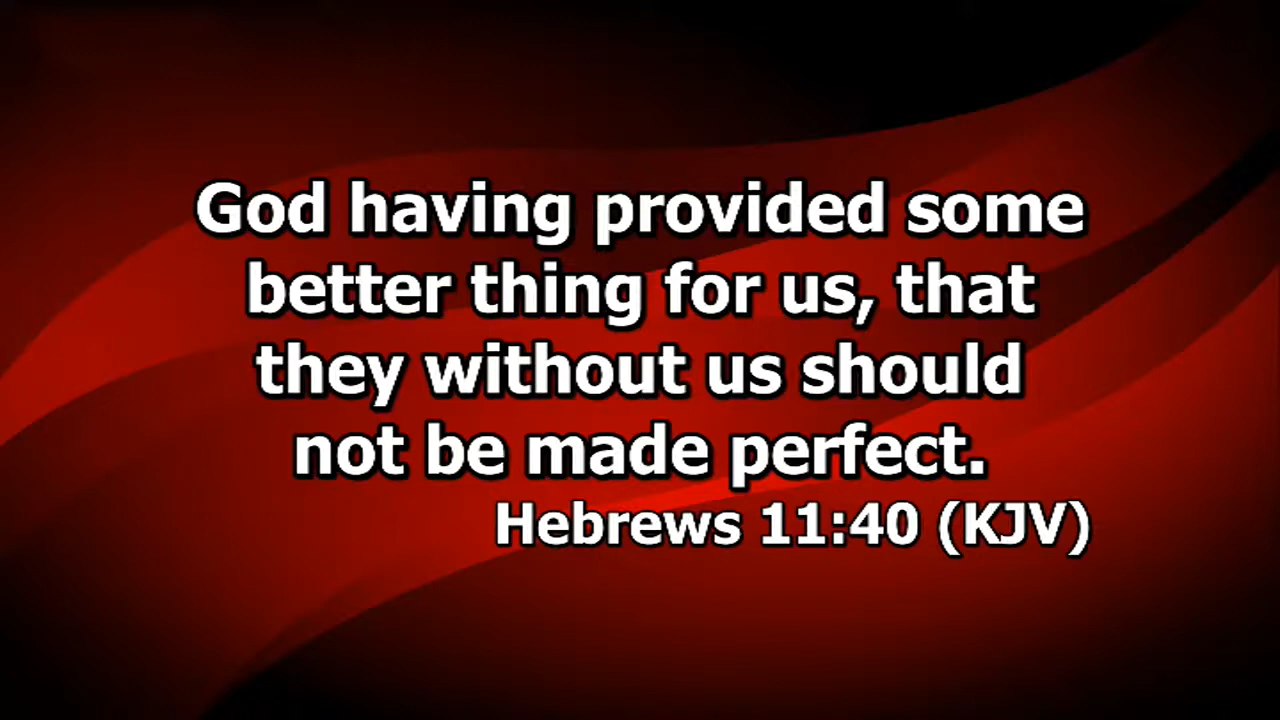 God having provided some
better thing for us, that
they without us should
not be made perfect.
Hebrews 11:40 (KJV)